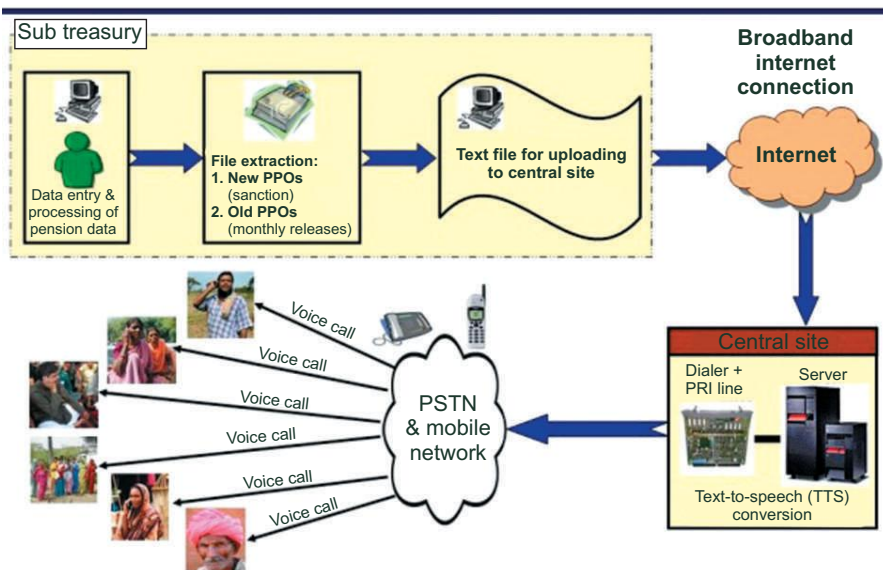 Sub treasury
Data entry &
processing of
pension data
File extraction:
1. New PPOs
(sanction)
2. Old PPOs
(monthly releases)
Text file for uploading
to central site
Broadband
internet
connection
Internet
Central site
Dialer +
PRI line
Server
Text-to-speech (TTS)
conversion
PSTN
& mobile
network
Voice call
Voice call
Voice call
Voice call
Voice call
Voice call